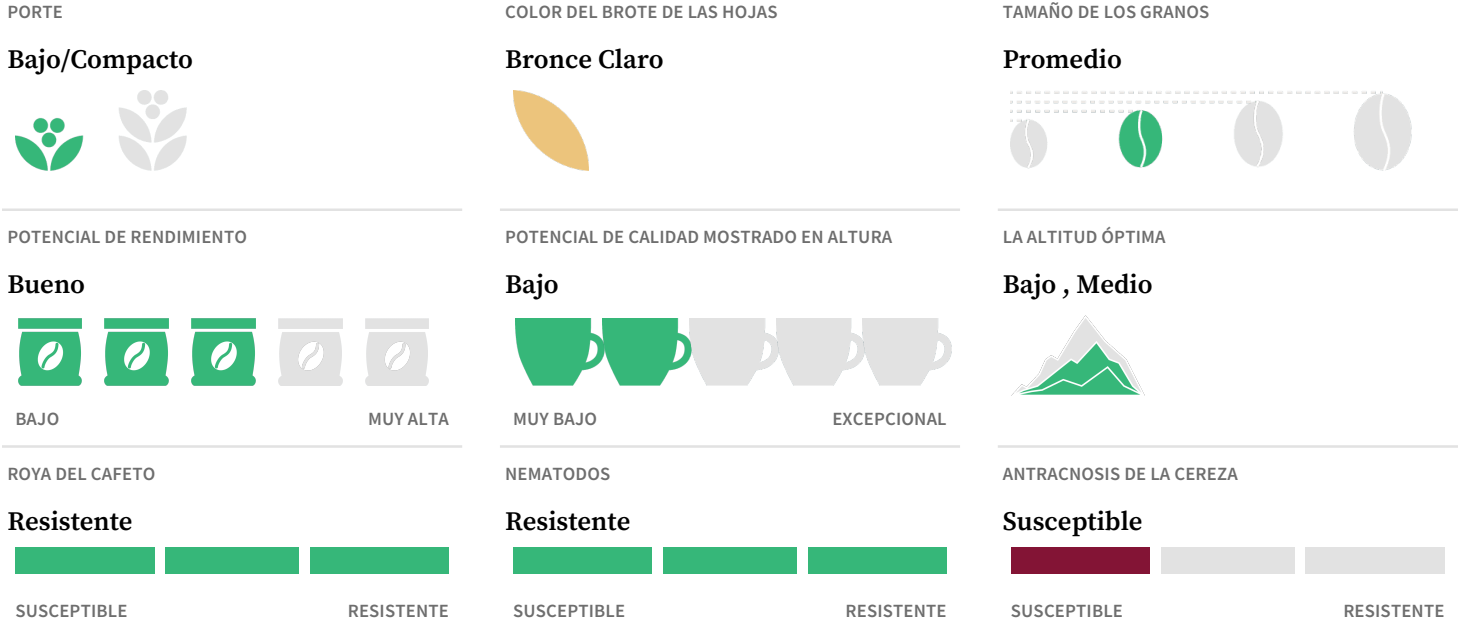 PORTE
Bajo/Compacto
COLOR DEL BROTE DE LAS HOJAS
Bronce Claro
TAMAÑO DE LOS GRANOS
Promedio
POTENCIAL DE RENDIMIENTO
Bueno
BAJO
MUY ALTA
POTENCIAL DE CALIDAD MOSTRADO EN ALTURA
Bajo
MUY BAJO
EXCEPCIONAL
LA ALTITUD ÓPTIMA
Bajo , Medio
ROYA DEL CAFETO
Resistente
SUSCEPTIBLE
RESISTENTE
NEMATODOS
Resistente
SUSCEPTIBLE
RESISTENTE
ANTRACNOSIS DE LA CEREZA
Susceptible
SUSCEPTIBLE
RESISTENTE